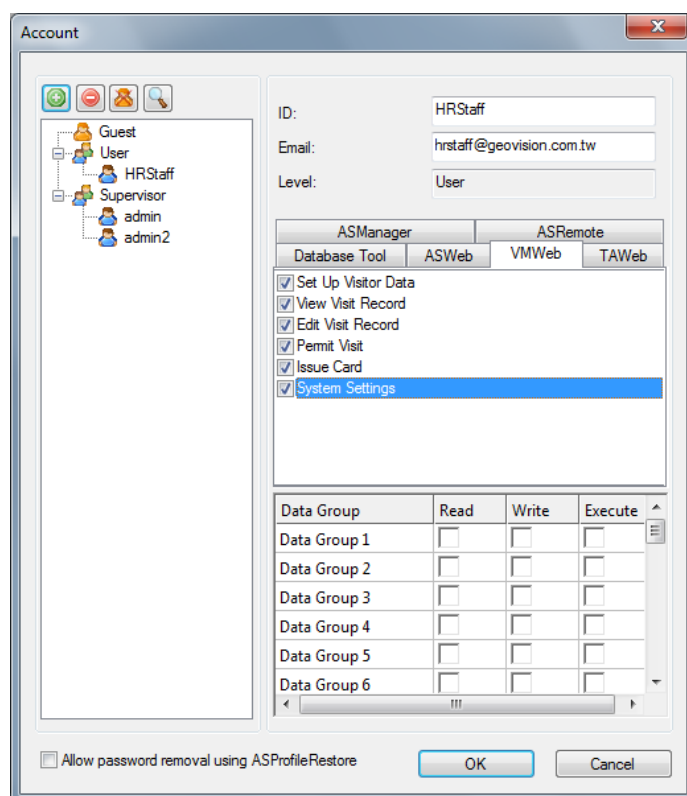 Account
Guest
User
HRStaff
Supervisor
admin
admin2
ID:
HRStaff
Email:
hrstaff@geovision.com.tw
Level:
User
ASManager
ASRemote
Database Tool
ASWeb
VMWeb
TAWeb
Set Up Visitor Data
View Visit Record
Edit Visit Record
Permit Visit
Issue Card
System Settings
Data Group Read Write Execute
Data Group 1
Data Group 2
Data Group 3
Data Group 4
Data Group 5
Data Group 6
Allow password removal using ASProfileRestore
OK
Cancel